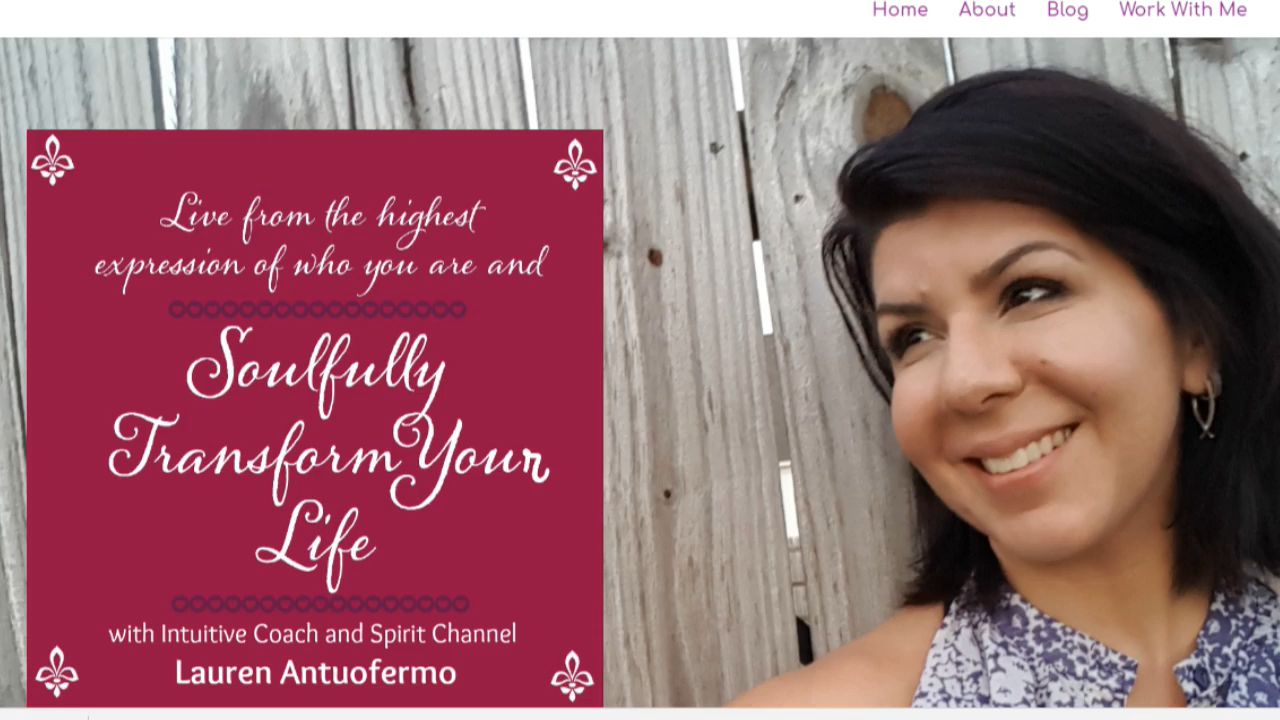 Home About Blog Work With Me
Live from the highest
expression of who you are and
Soulfully
Transform Your
Life
with Intuitive Coach and Spirit Channel
Lauren Antuofermo